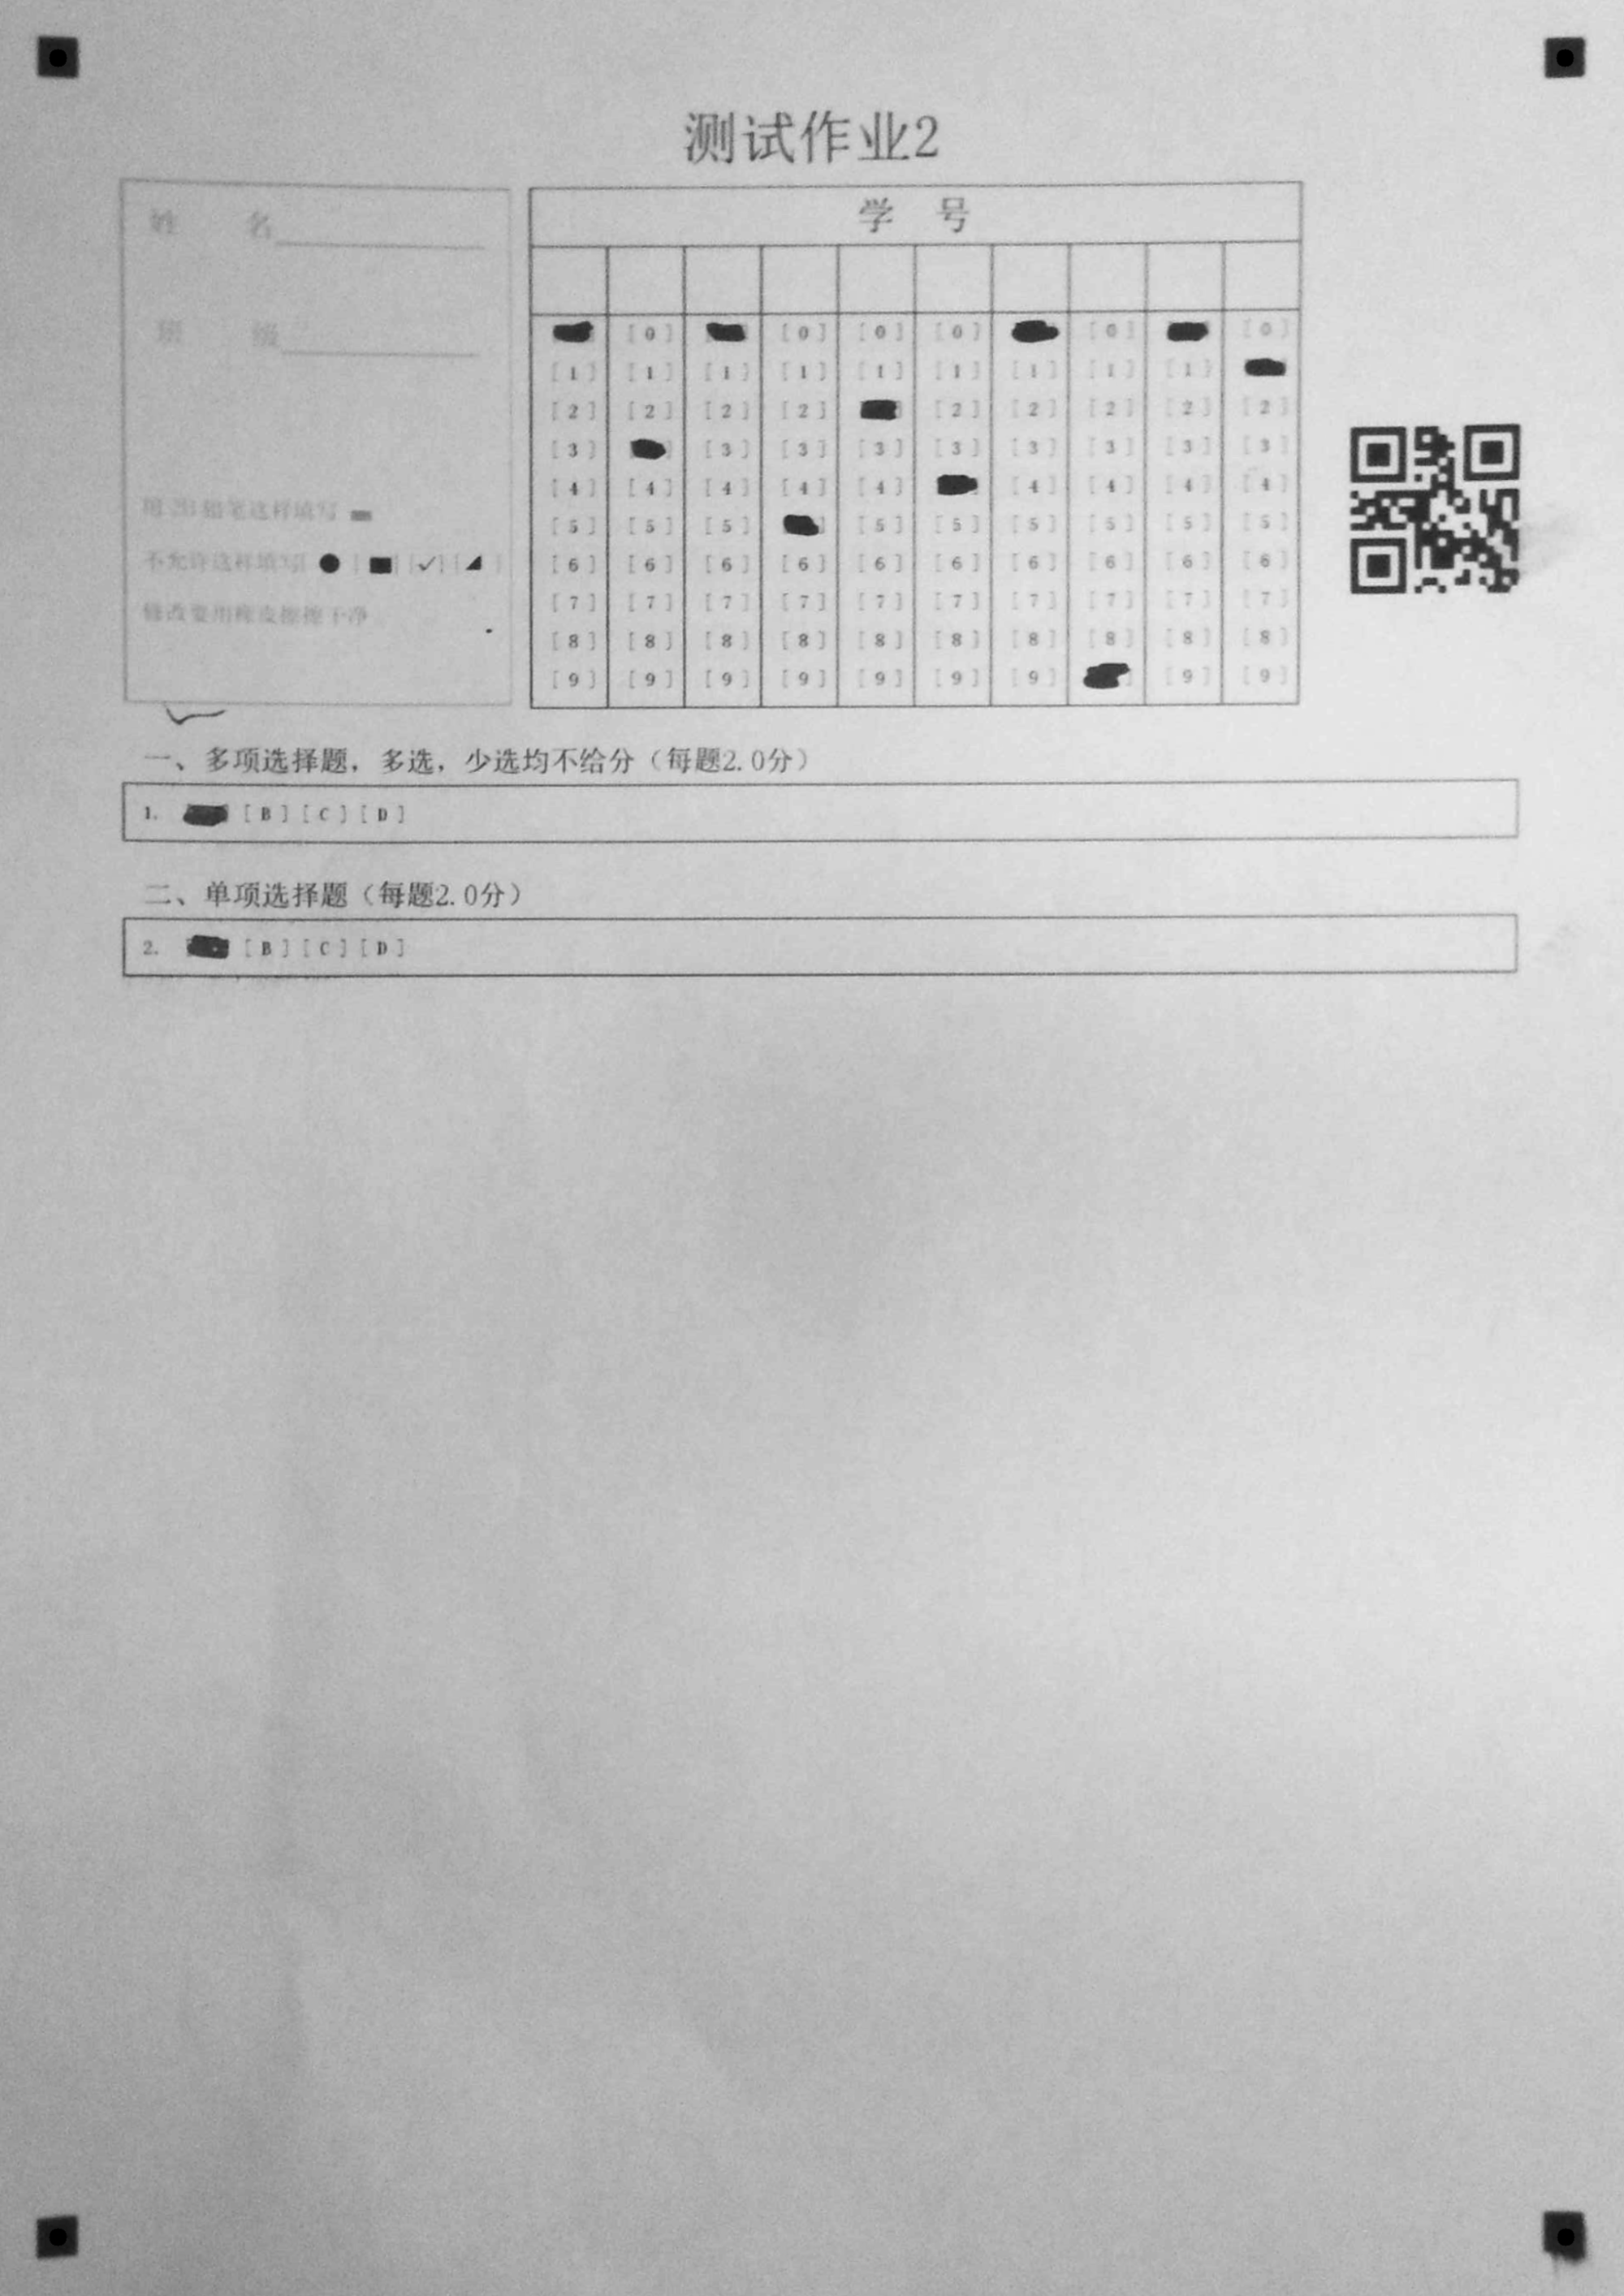 测试作业2
姓 名
班 级
用2B铅笔这样填写
不允许这样填写
修改要用橡皮擦擦干净
学 号
[0] [0] [0] [0] [0] [0]
[1] [1] [1] [1] [1] [1] [1] [1] [1]
[2] [2] [2] [2] [2] [2] [2] [2] [2]
[3] [3] [3] [3] [3] [3] [3] [3] [3]
[4] [4] [4] [4] [4] [4] [4] [4] [4]
[5] [5] [5] [5] [5] [5] [5] [5] [5]
[6] [6] [6] [6] [6] [6] [6] [6] [6] [6]
[7] [7] [7] [7] [7] [7] [7] [7] [7] [7]
[8] [8] [8] [8] [8] [8] [8] [8] [8] [8]
[9] [9] [9] [9] [9] [9] [9] [9] [9]
一、多项选择题，多选，少选均不给分（每题2.0分）
1. [B] [C] [D]
二、单项选择题（每题2.0分）
2. [B] [C] [D]